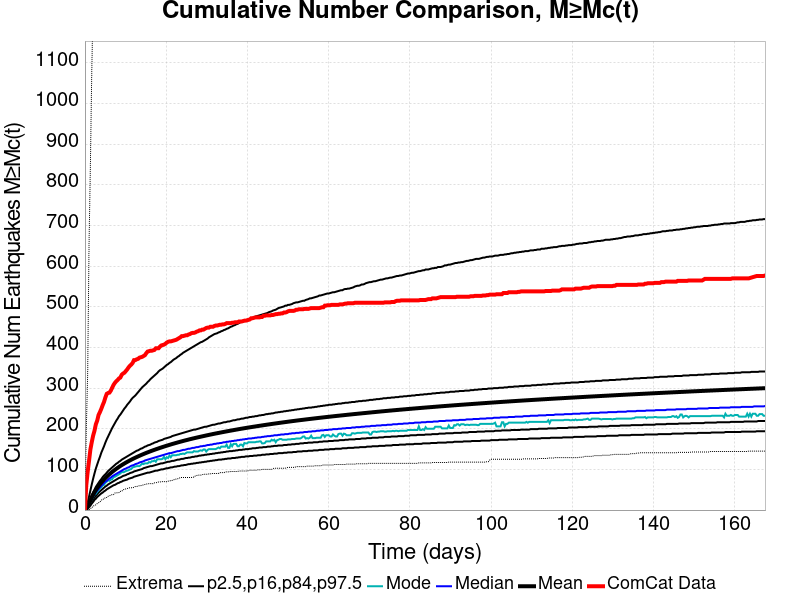 Cumulative Number Comparison, M≥Mc(t)
Cumulative Num Earthquakes M≥Mc(t)
1100
1000
900
800
700
600
500
400
300
200
100
0
0 20 40 60 80 100 120 140 160
Time (days)
Extrema p2.5,p16,p84,p97.5 Mode Median Mean ComCat Data